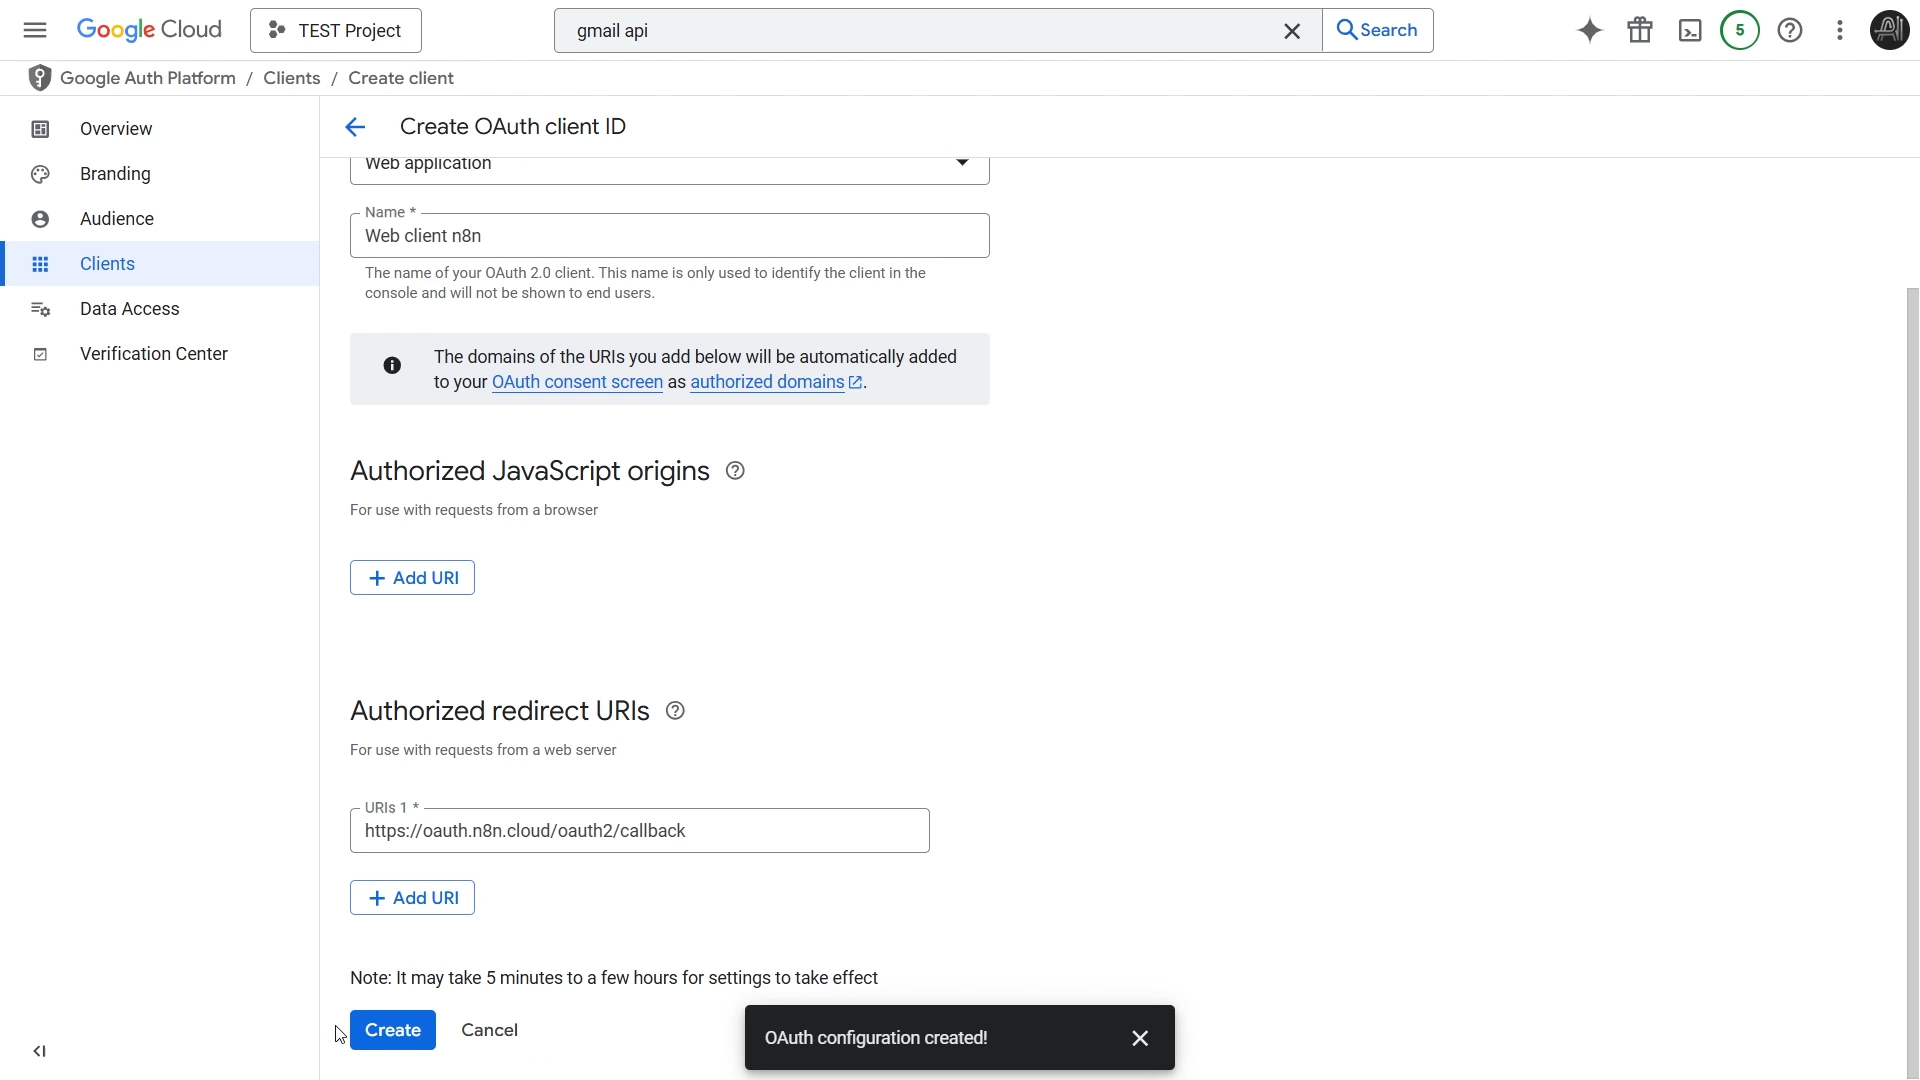 Google Cloud
TEST Project
gmail api
Search
5
AI
Google Auth Platform / Clients / Create client
Overview
Branding
Audience
Clients
Data Access
Verification Center
Create OAuth client ID
Web application
Name *
Web client n8n
The name of your OAuth 2.0 client. This name is only used to identify the client in the
console and will not be shown to end users.
The domains of the URIs you add below will be automatically added
to your OAuth consent screen as authorized domains.
Authorized JavaScript origins
For use with requests from a browser
+ Add URI
Authorized redirect URIs
For use with requests from a web server
URIs 1 *
https://oauth.n8n.cloud/oauth2/callback
+ Add URI
Note: It may take 5 minutes to a few hours for settings to take effect
Create
Cancel
OAuth configuration created!